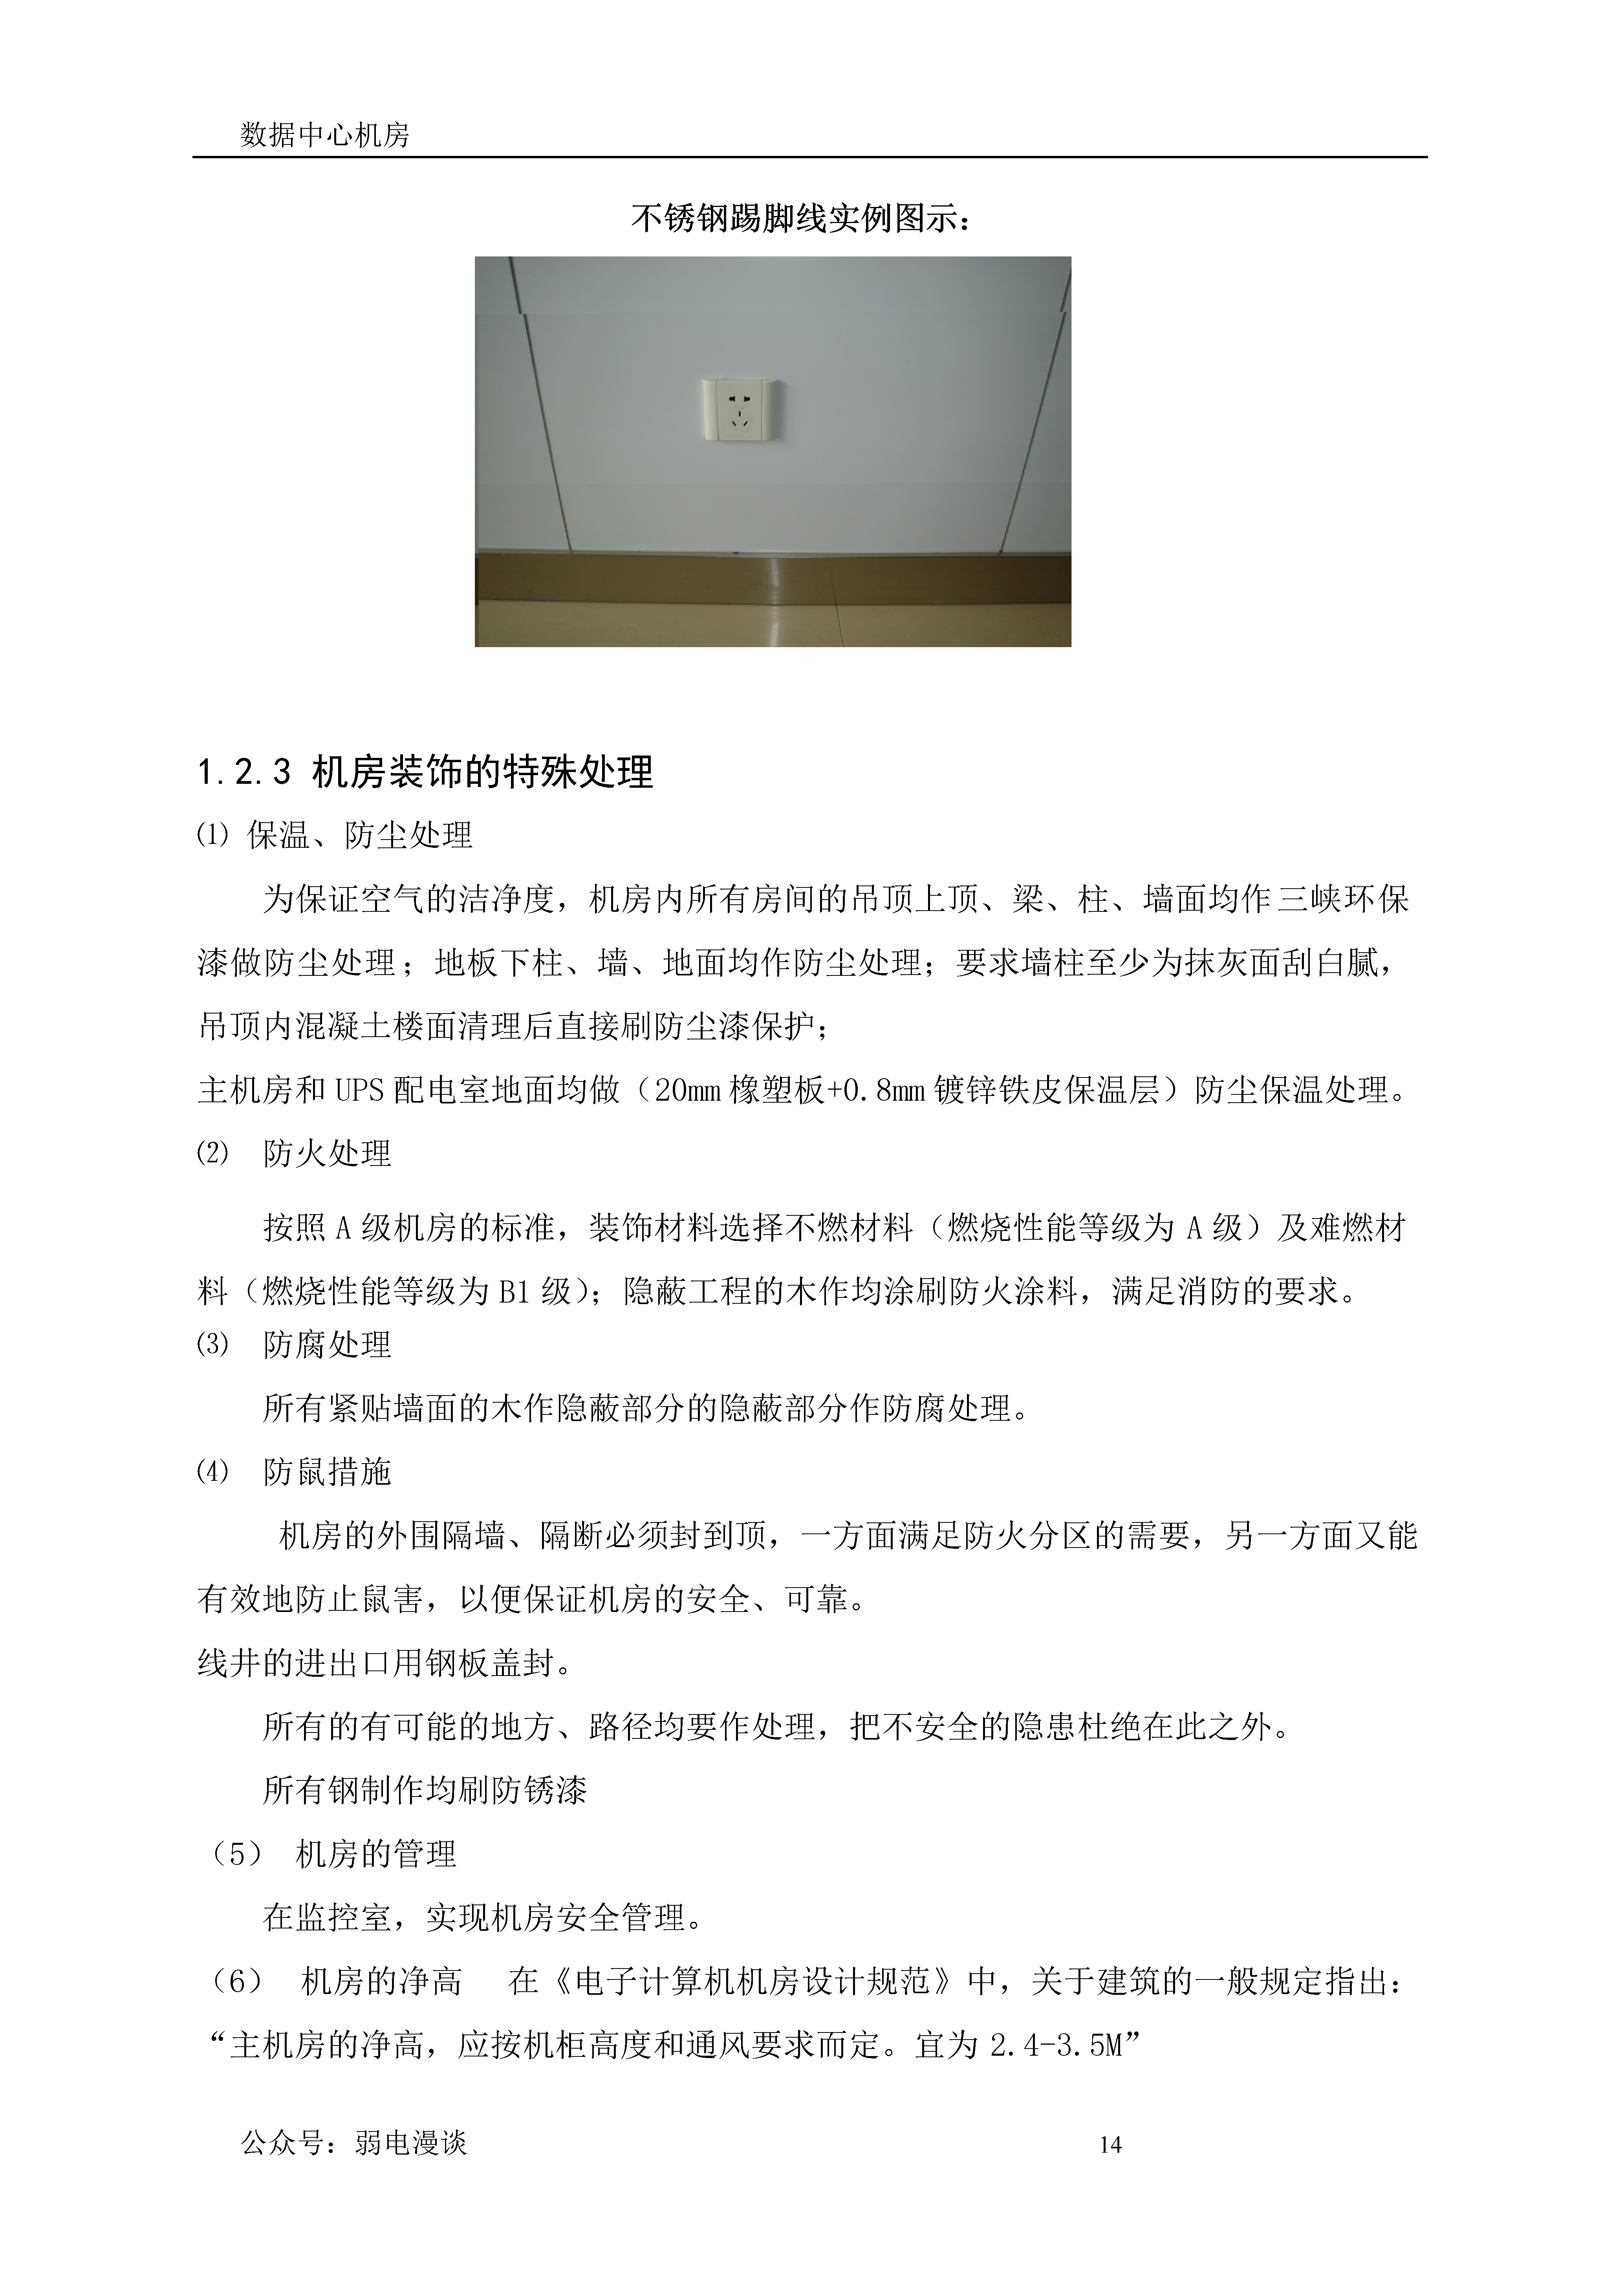 数据中心机房
不锈钢踢脚线实例图示：
1.2.3 机房装饰的特殊处理
⑴ 保温、防尘处理
为保证空气的洁净度，机房内所有房间的吊顶上顶、梁、柱、墙面均作三峡环保
漆做防尘处理；地板下柱、墙、地面均作防尘处理；要求墙柱至少为抹灰面刮白腻，
吊顶内混凝土楼面清理后直接刷防尘漆保护；
主机房和 UPS 配电室地面均做（20mm 橡塑板+0.8mm 镀锌铁皮保温层）防尘保温处理。
⑵ 防火处理
按照 A 级机房的标准，装饰材料选择不燃材料（燃烧性能等级为 A 级）及难燃材
料（燃烧性能等级为 B1 级）；隐蔽工程的木作均涂刷防火涂料，满足消防的要求。
⑶ 防腐处理
所有紧贴墙面的木作隐蔽部分的隐蔽部分作防腐处理。
⑷ 防鼠措施
机房的外围隔墙、隔断必须封到顶，一方面满足防火分区的需要，另一方面又能
有效地防止鼠害，以便保证机房的安全、可靠。
线井的进出口用钢板盖封。
所有的有可能的地方、路径均要作处理，把不安全的隐患杜绝在此之外。
所有钢制作均刷防锈漆
（5） 机房的管理
在监控室，实现机房安全管理。
（6） 机房的净高 在《电子计算机机房设计规范》中，关于建筑的一般规定指出：
“主机房的净高，应按机柜高度和通风要求而定。宜为 2.4-3.5M”
公众号：弱电漫谈 14